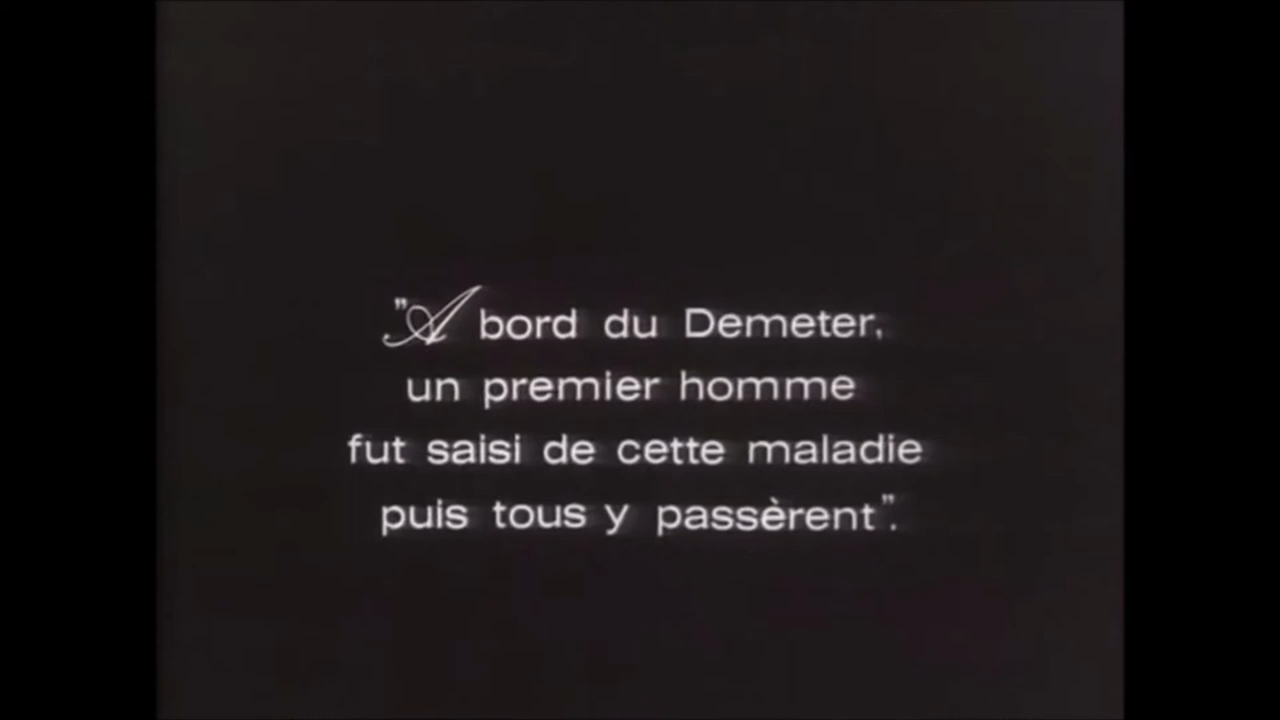 "A bord du Demeter,
un premier homme
fut saisi de cette maladie
puis tous y passèrent".